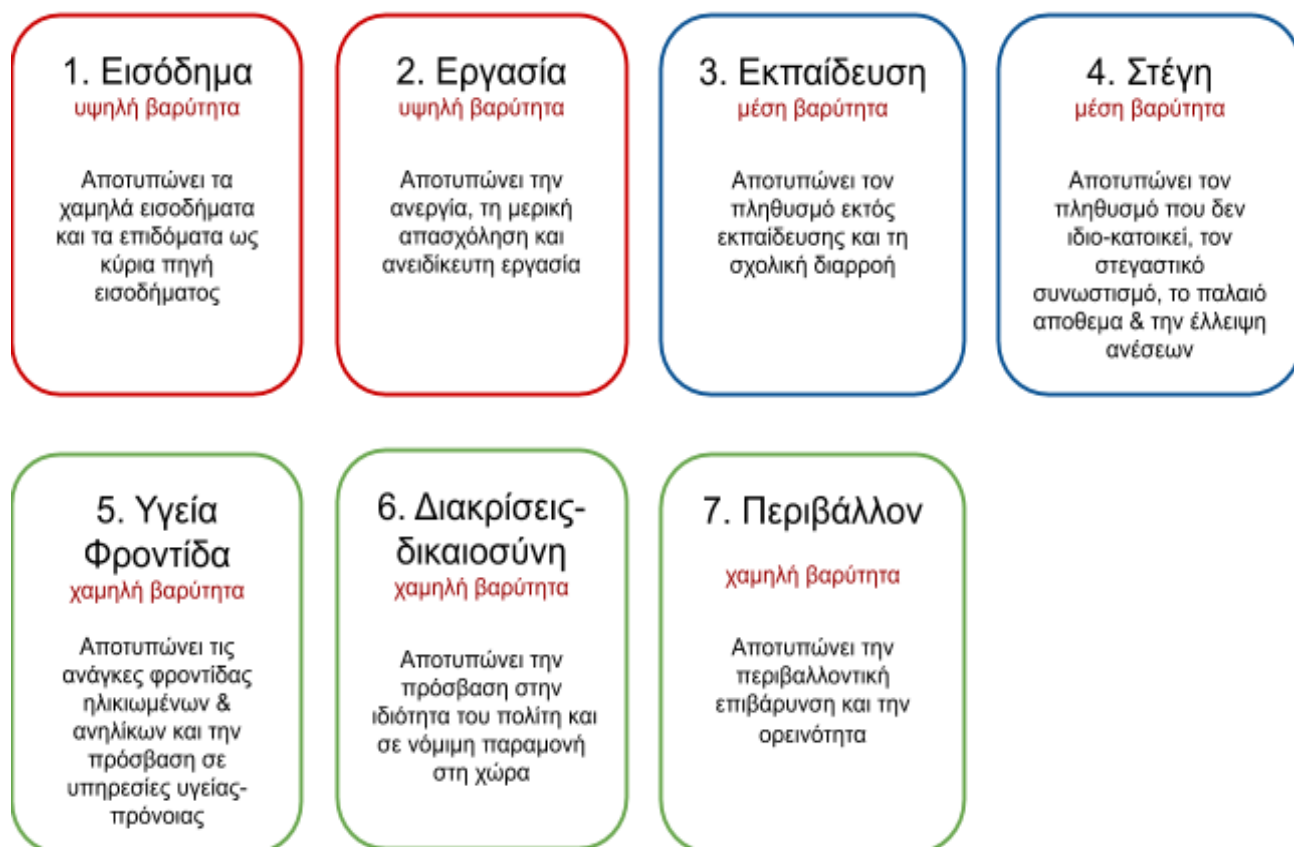 1. Εισόδημα
υψηλή βαρύτητα
Αποτυπώνει τα
χαμηλά εισοδήματα
και τα επιδόματα ως
κύρια πηγή
εισοδήματος
2. Εργασία
υψηλή βαρύτητα
Αποτυπώνει την
ανεργία, τη μερική
απασχόληση και
ανειδίκευτη εργασία
3. Εκπαίδευση
μέση βαρύτητα
Αποτυπώνει τον
πληθυσμό εκτός
εκπαίδευσης και τη
σχολική διαρροή
4. Στέγη
μέση βαρύτητα
Αποτυπώνει τον
πληθυσμό που δεν
ιδιο-κατοικεί, τον
στεγαστικό
συνωστισμό, το παλαιό
αποθεμα & την έλλειψη
ανέσεων
5. Υγεία
Φροντίδα
χαμηλή βαρύτητα
Αποτυπώνει τις
ανάγκες φροντίδας
ηλικιωμένων &
ανηλίκων και την
πρόσβαση σε
υπηρεσίες υγείας-
πρόνοιας
6. Διακρίσεις-
δικαιοσύνη
χαμηλή βαρύτητα
Αποτυπώνει την
πρόσβαση στην
ιδιότητα του πολίτη και
σε νόμιμη παραμονή
στη χώρα
7. Περιβάλλον
χαμηλή βαρύτητα
Αποτυπώνει την
περιβαλλοντική
επιβάρυνση και την
ορεινότητα